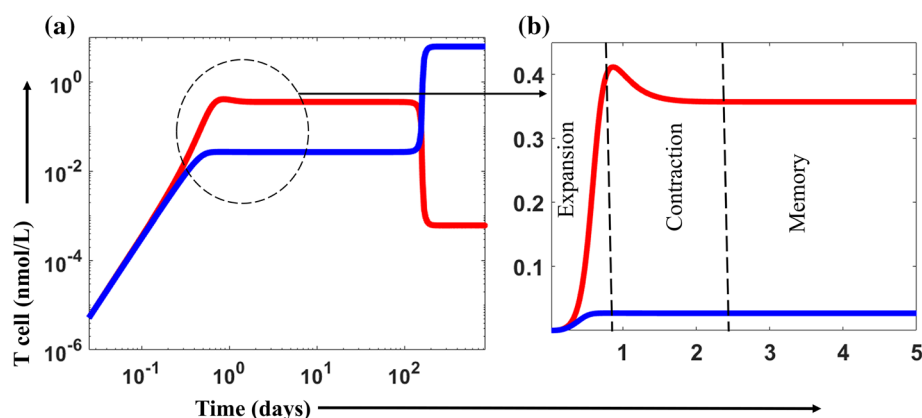 (a)
(b)
T cell (nmol/L)
10^0
10^-2
10^-4
10^-6
10^-1
10^0
10^1
10^2
Time (days)
0.4
0.3
0.2
0.1
Expansion
Contraction
Memory
1
2
3
4
5